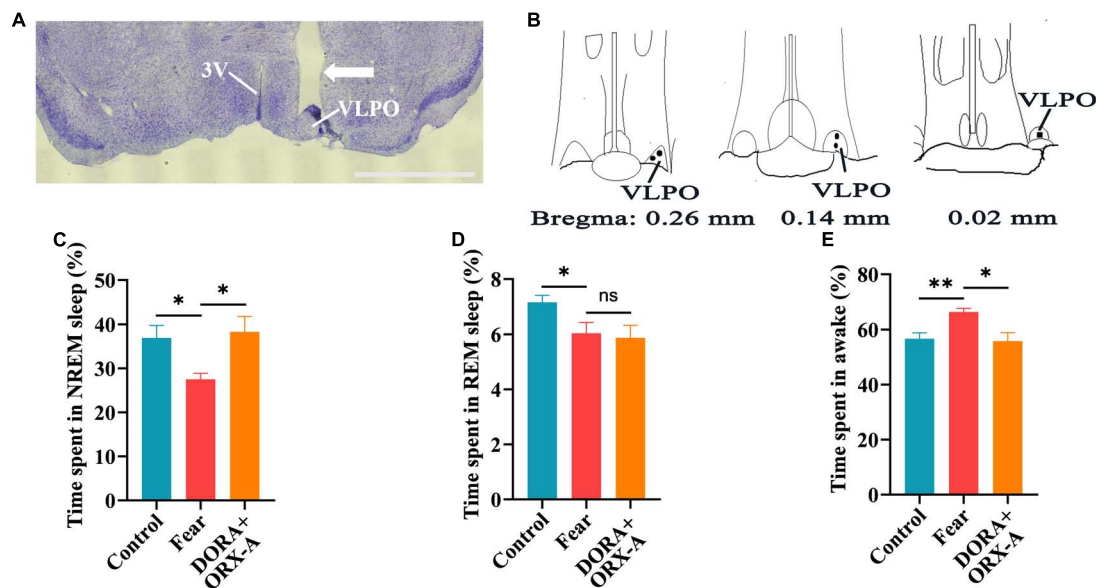 A
3V
VLPO
B
VLPO
VLPO
VLPO
Bregma: 0.26 mm
0.14 mm
0.02 mm
C
Time spent in NREM sleep (%)
50
40
30
20
10
0
*
*
Control
Fear
DORA+
ORX-A
D
Time spent in REM sleep (%)
8
6
4
2
0
*
ns
Control
Fear
DORA+
ORX-A
E
Time spent in awake (%)
80
60
40
20
0
**
*
Control
Fear
DORA+
ORX-A